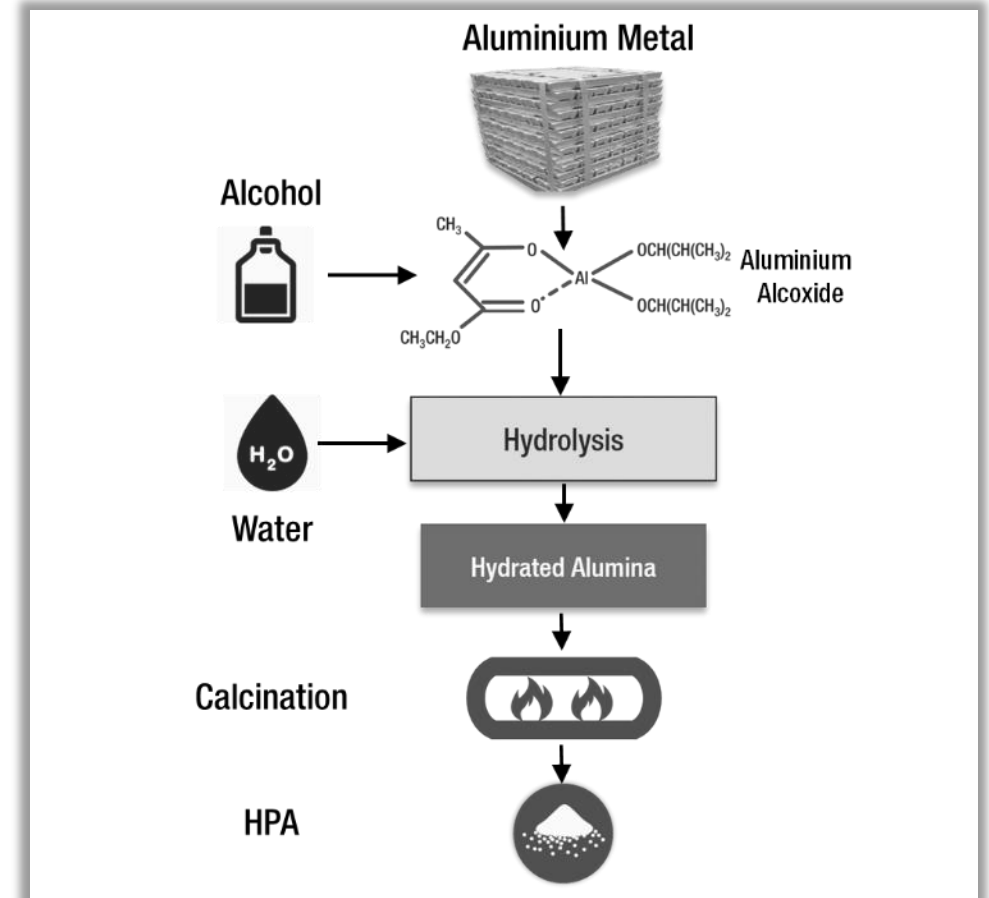 Aluminium Metal
Alcohol
CH₃
O
OCH(CH(CH₃)₂
Al
Aluminium
Alcoxide
O
OCH(CH(CH₃)₂
CH₃CH₂O
H₂O
Hydrolysis
Water
Hydrated Alumina
Calcination
HPA